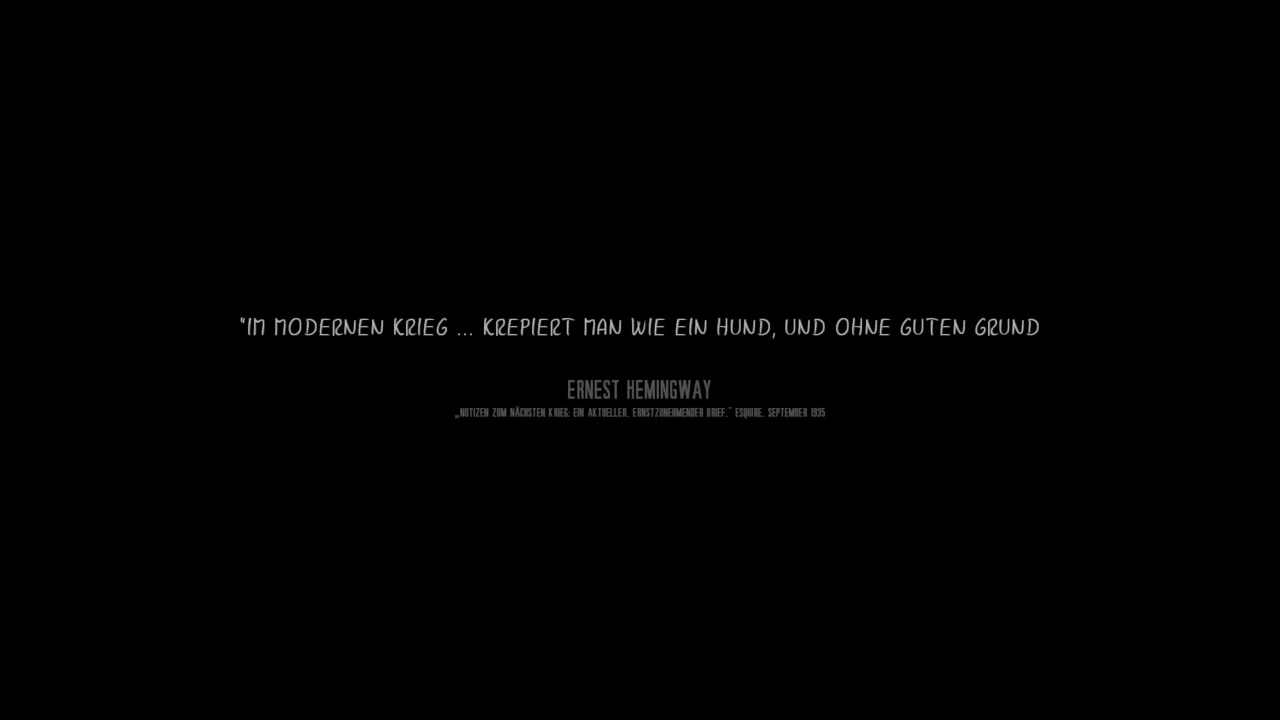 "IM MODERNEN KRIEG ... KREPIERT MAN WIE EIN HUND, UND OHNE GUTEN GRUND
ERNEST HEMINGWAY
„NOTIZEN ZUM NÄCHSTEN KRIEG: EIN AKTUELLER, ERNSTZUNEHMENDER BRIEF,” ESQUIRE, SEPTEMBER 1935